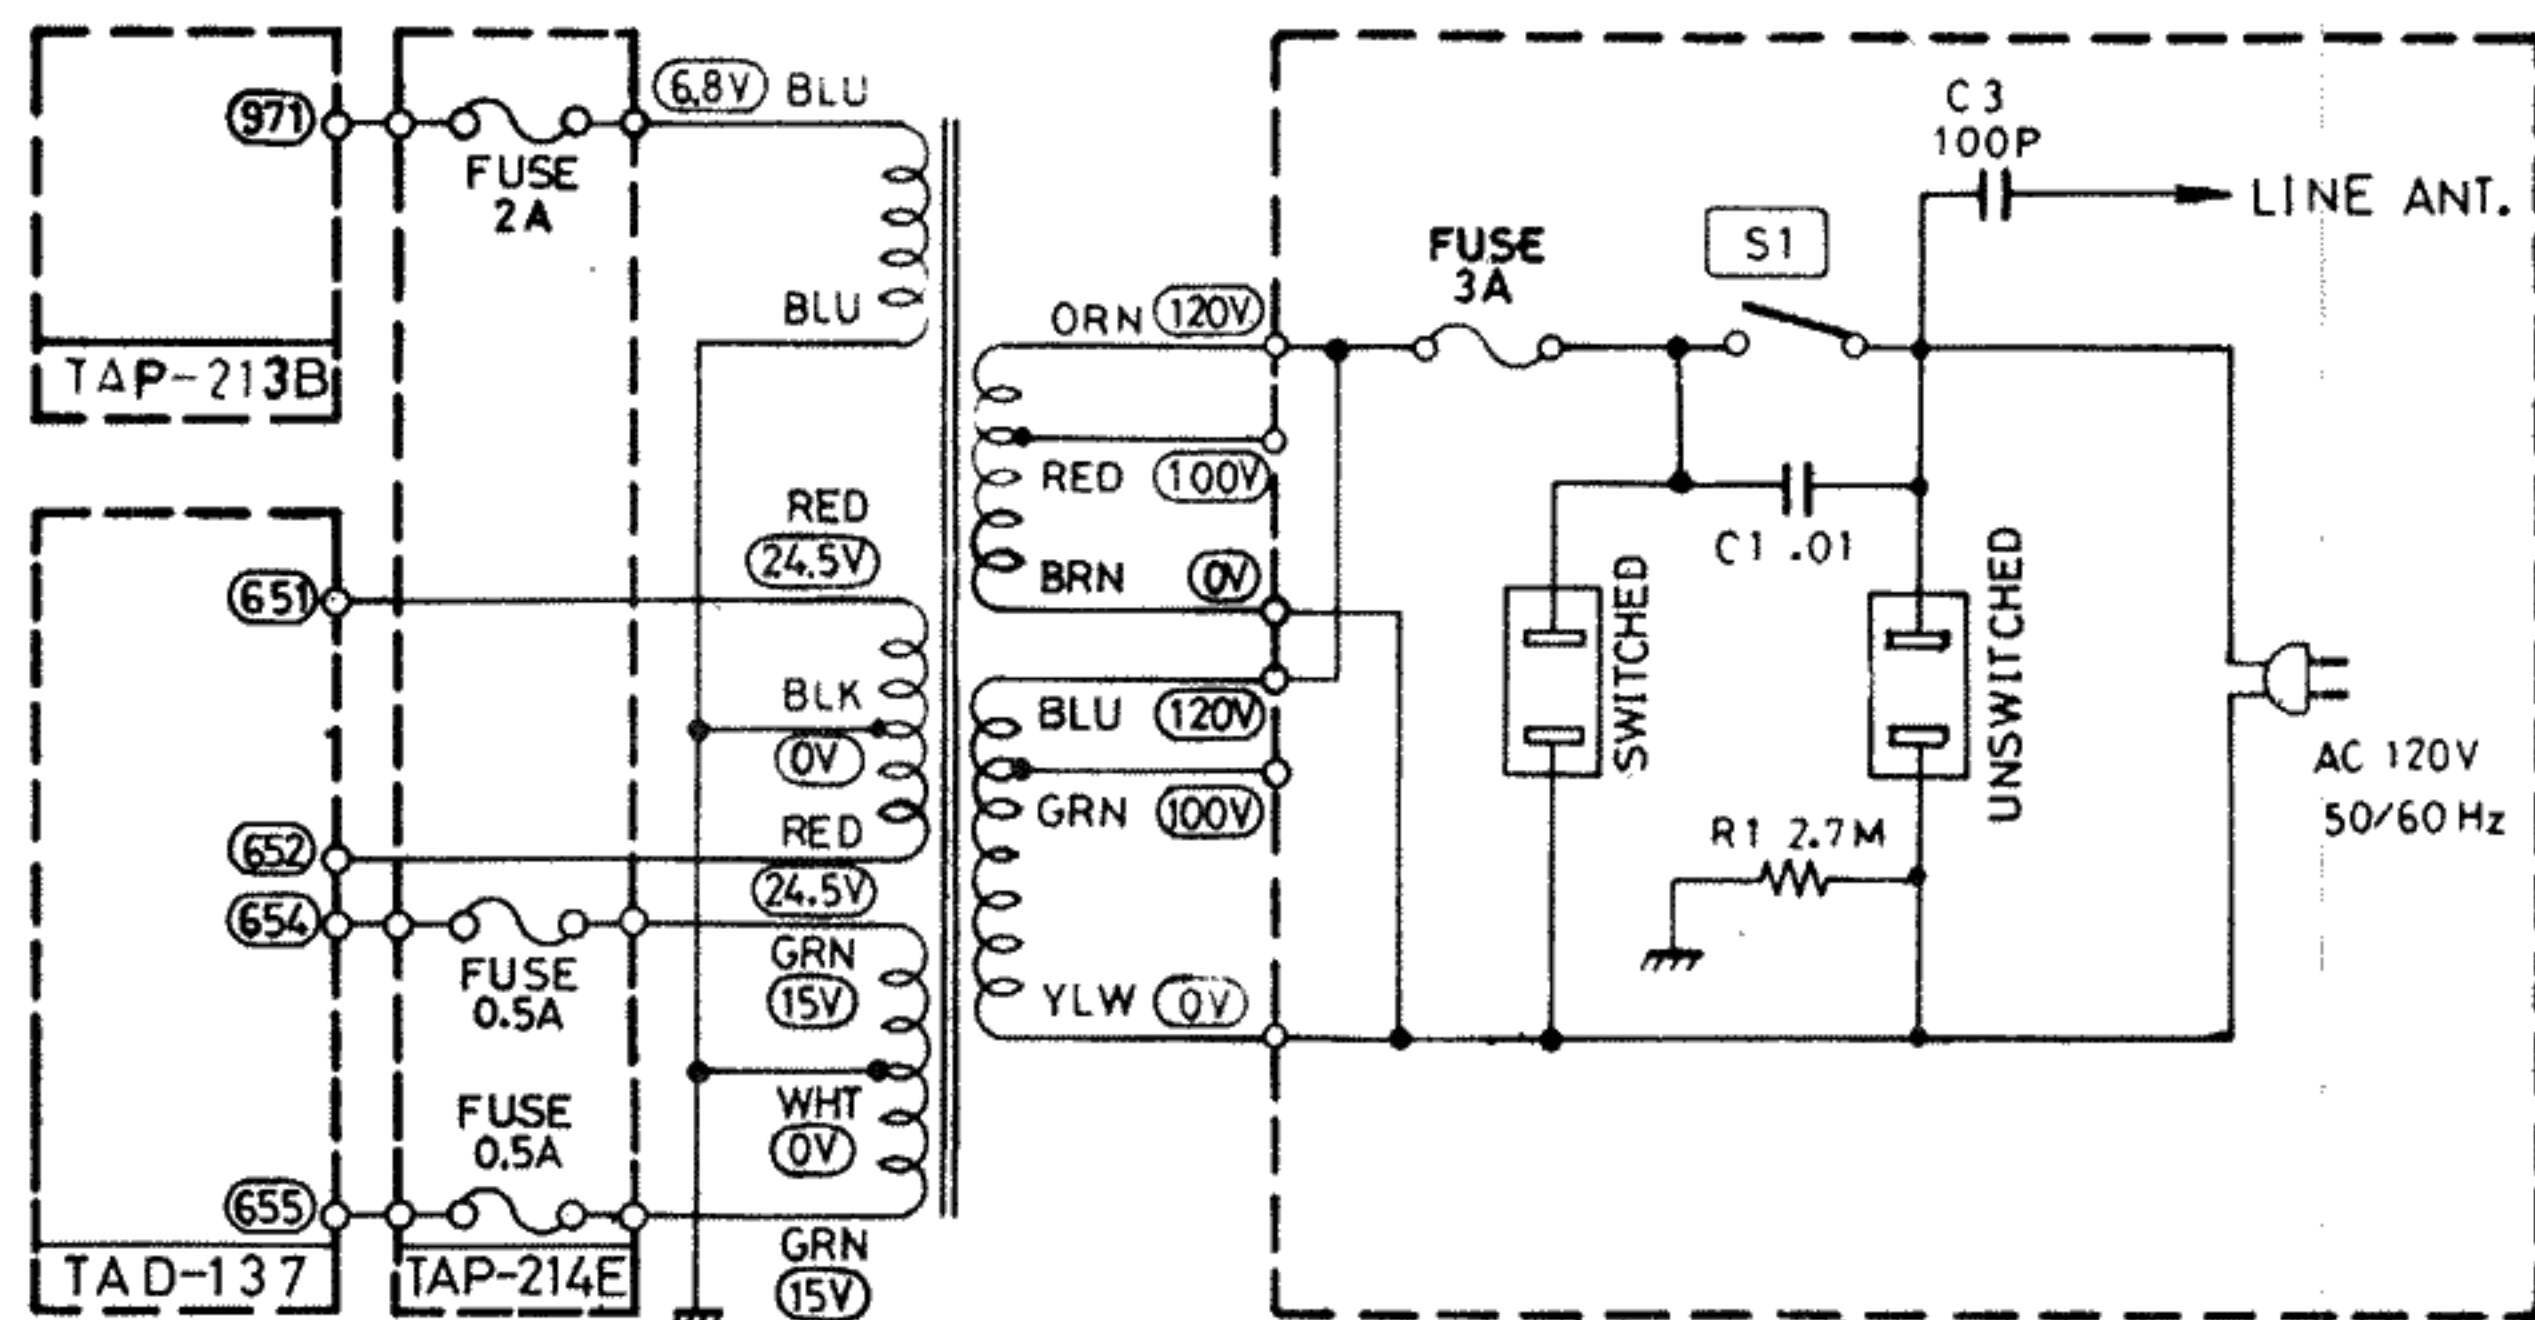 971
FUSE
2A
6,8V BLU
BLU
TAP-213B
RED
24.5V
651
BLK
0V
652
RED
24.5V
654
FUSE
0.5A
GRN
15V
FUSE
0.5A
WHT
0V
655
GRN
15V
TAD-137
TAP-214E
ORN 120V
RED 100V
BRN 0V
BLU 120V
GRN 100V
YLW 0V
FUSE
3A
S1
C3
100P
LINE ANT.
C1 .01
SWITCHED
UNSWITCHED
R1 2.7M
AC 120V
50/60 Hz